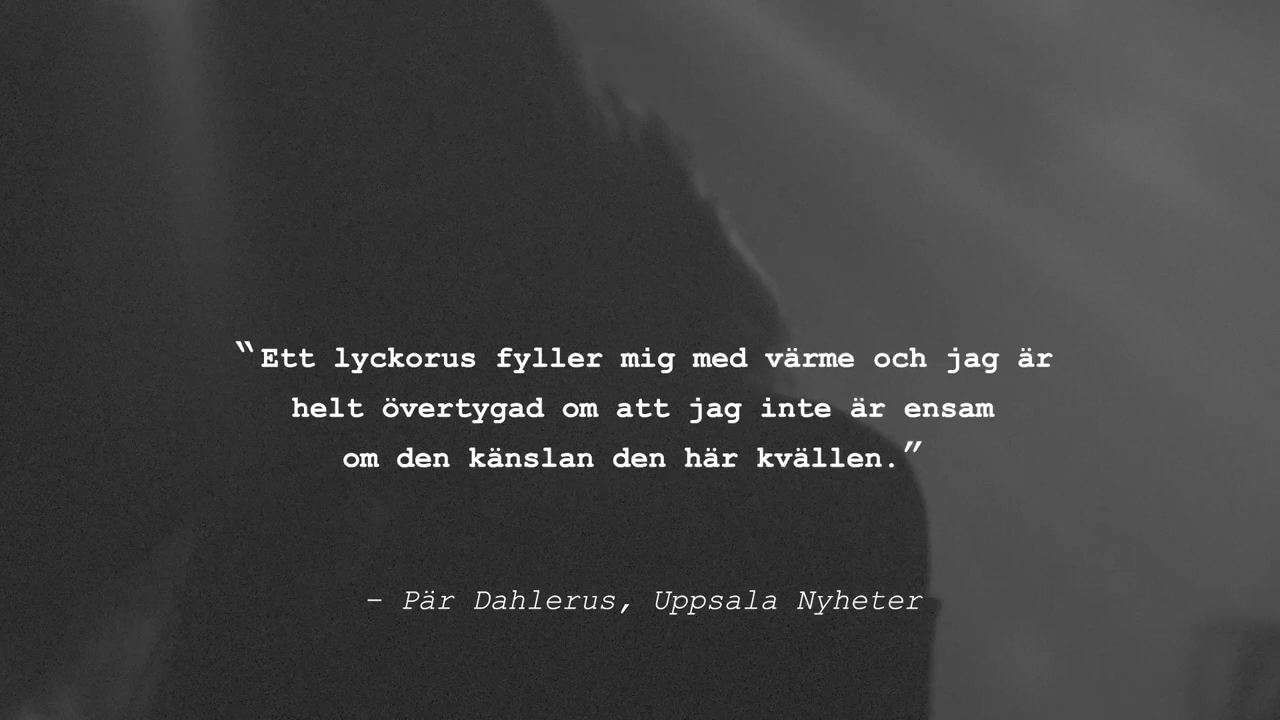 “Ett lyckorus fyller mig med värme och jag är
helt övertygad om att jag inte är ensam
om den känslan den här kvällen.”
– Pär Dahlerus, Uppsala Nyheter